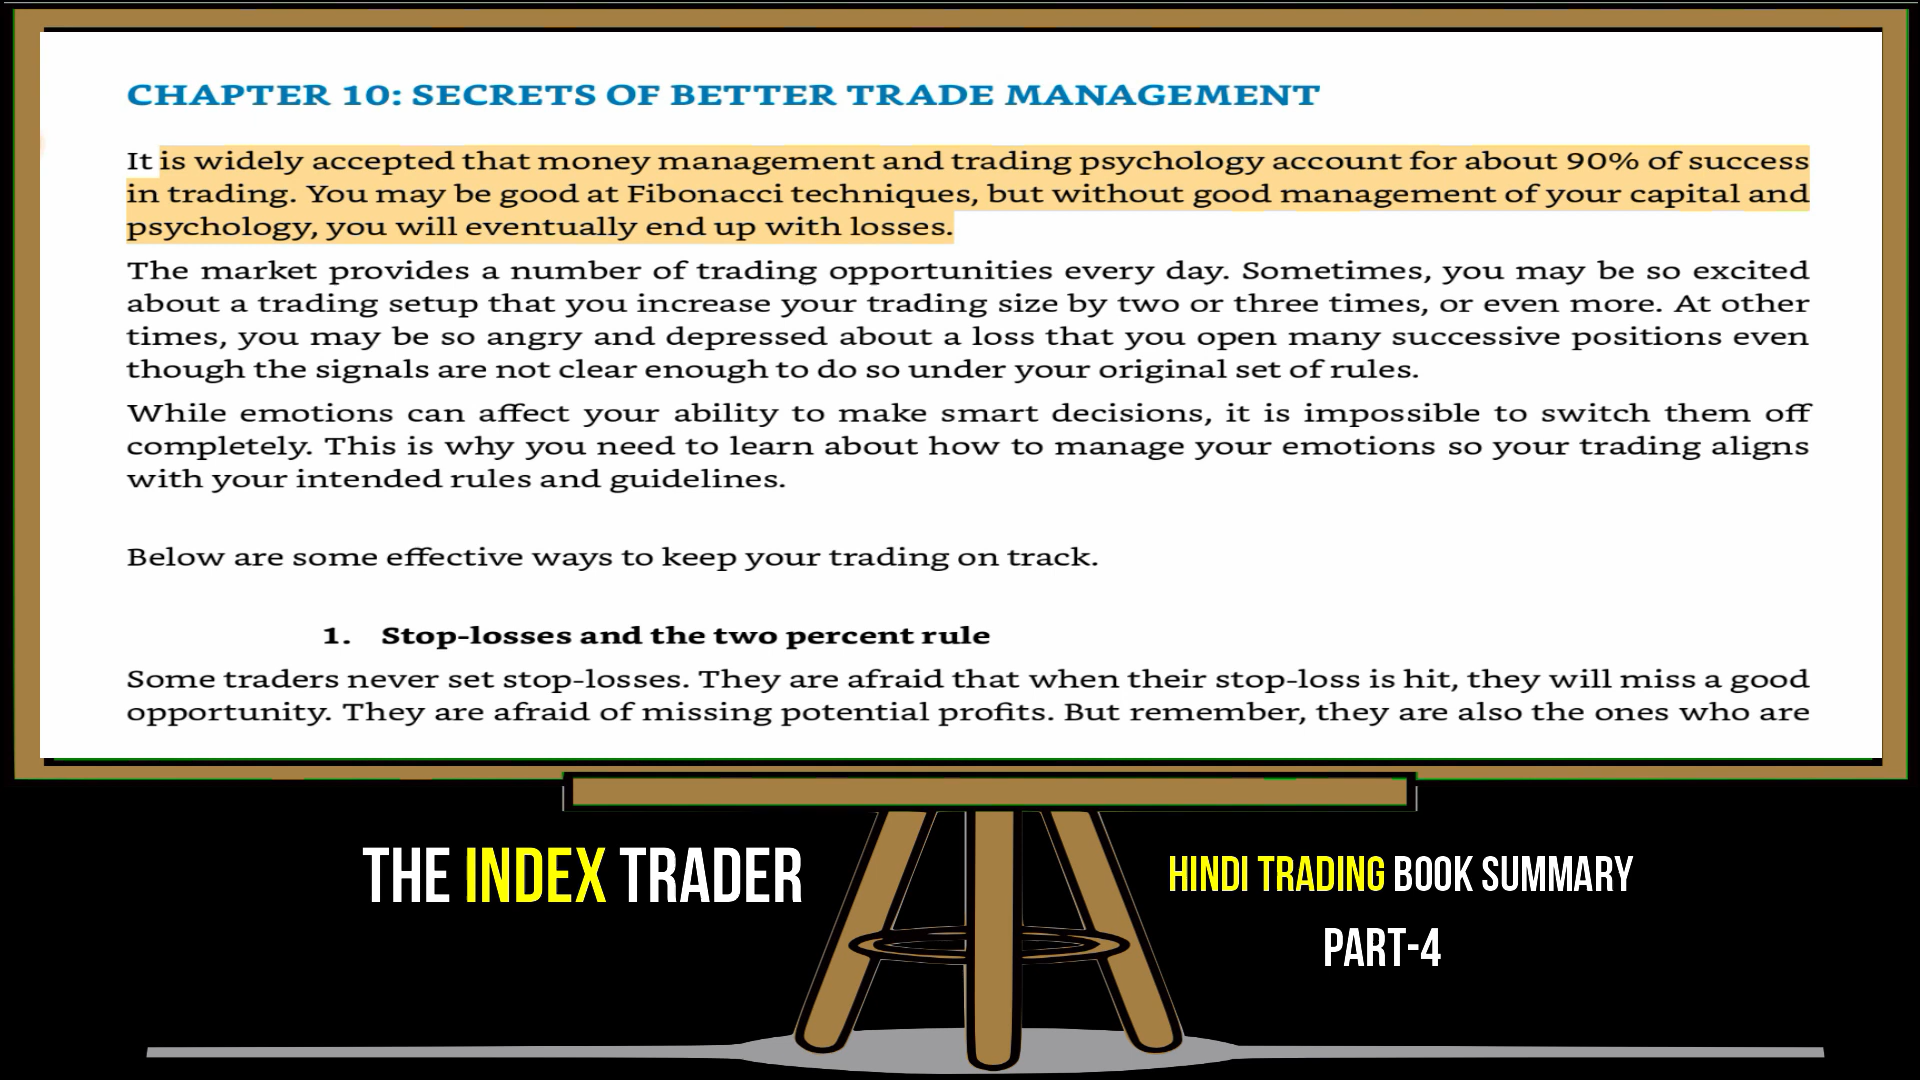 CHAPTER 10: SECRETS OF BETTER TRADE MANAGEMENT
It is widely accepted that money management and trading psychology account for about 90% of success
in trading. You may be good at Fibonacci techniques, but without good management of your capital and
psychology, you will eventually end up with losses.
The market provides a number of trading opportunities every day. Sometimes, you may be so excited
about a trading setup that you increase your trading size by two or three times, or even more. At other
times, you may be so angry and depressed about a loss that you open many successive positions even
though the signals are not clear enough to do so under your original set of rules.
While emotions can affect your ability to make smart decisions, it is impossible to switch them off
completely. This is why you need to learn about how to manage your emotions so your trading aligns
with your intended rules and guidelines.
Below are some effective ways to keep your trading on track.
1. Stop-losses and the two percent rule
Some traders never set stop-losses. They are afraid that when their stop-loss is hit, they will miss a good
opportunity. They are afraid of missing potential profits. But remember, they are also the ones who are
THE INDEX TRADER
HINDI TRADING BOOK SUMMARY
PART-4